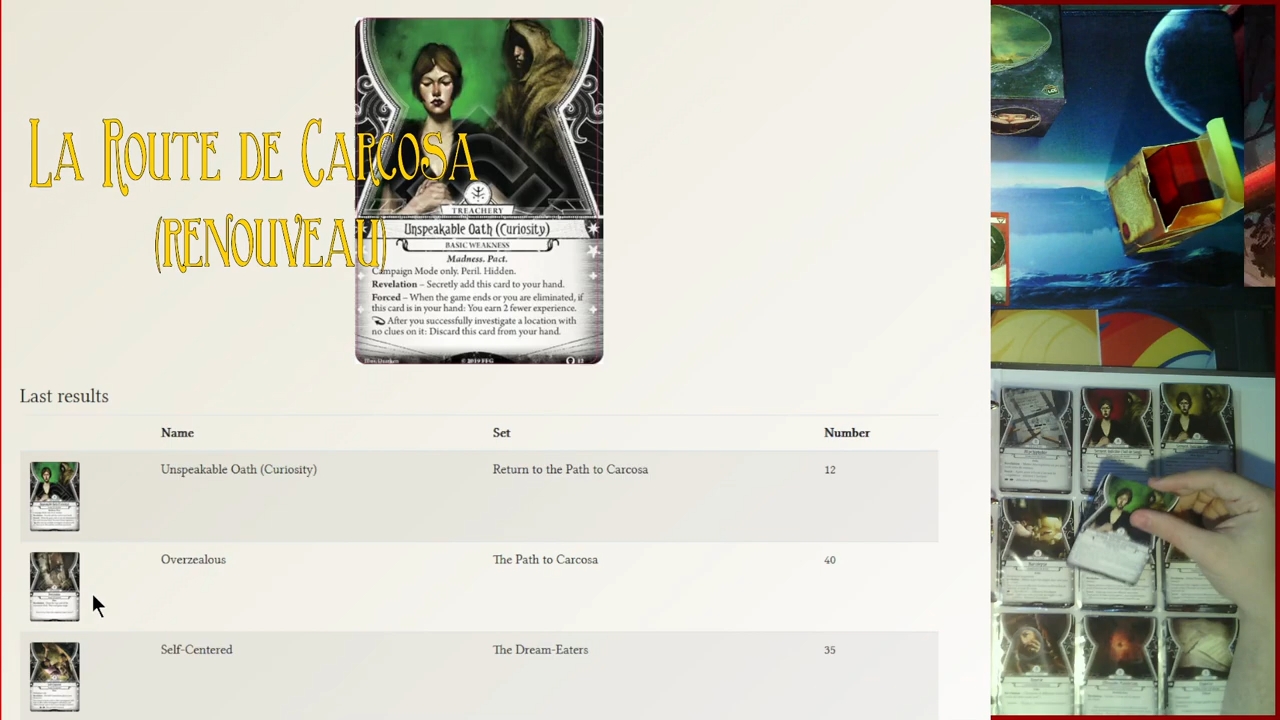 La Route de Carcosa
(renouveau)
TREACHERY
Unspeakable Oath (Curiosity)
BASIC WEAKNESS
Madness. Pact.
Campaign Mode only. Peril. Hidden.
Revelation – Secretly add this card to your hand.
Forced – When the game ends or you are eliminated, if
this card is in your hand: You earn 2 fewer experience.
After you successfully investigate a location with
no clues on it: Discard this card from your hand.
© 2019 FFG
12
Last results
Name Set Number
Unspeakable Oath (Curiosity) Return to the Path to Carcosa 12
Overzealous The Path to Carcosa 40
Self-Centered The Dream-Eaters 35